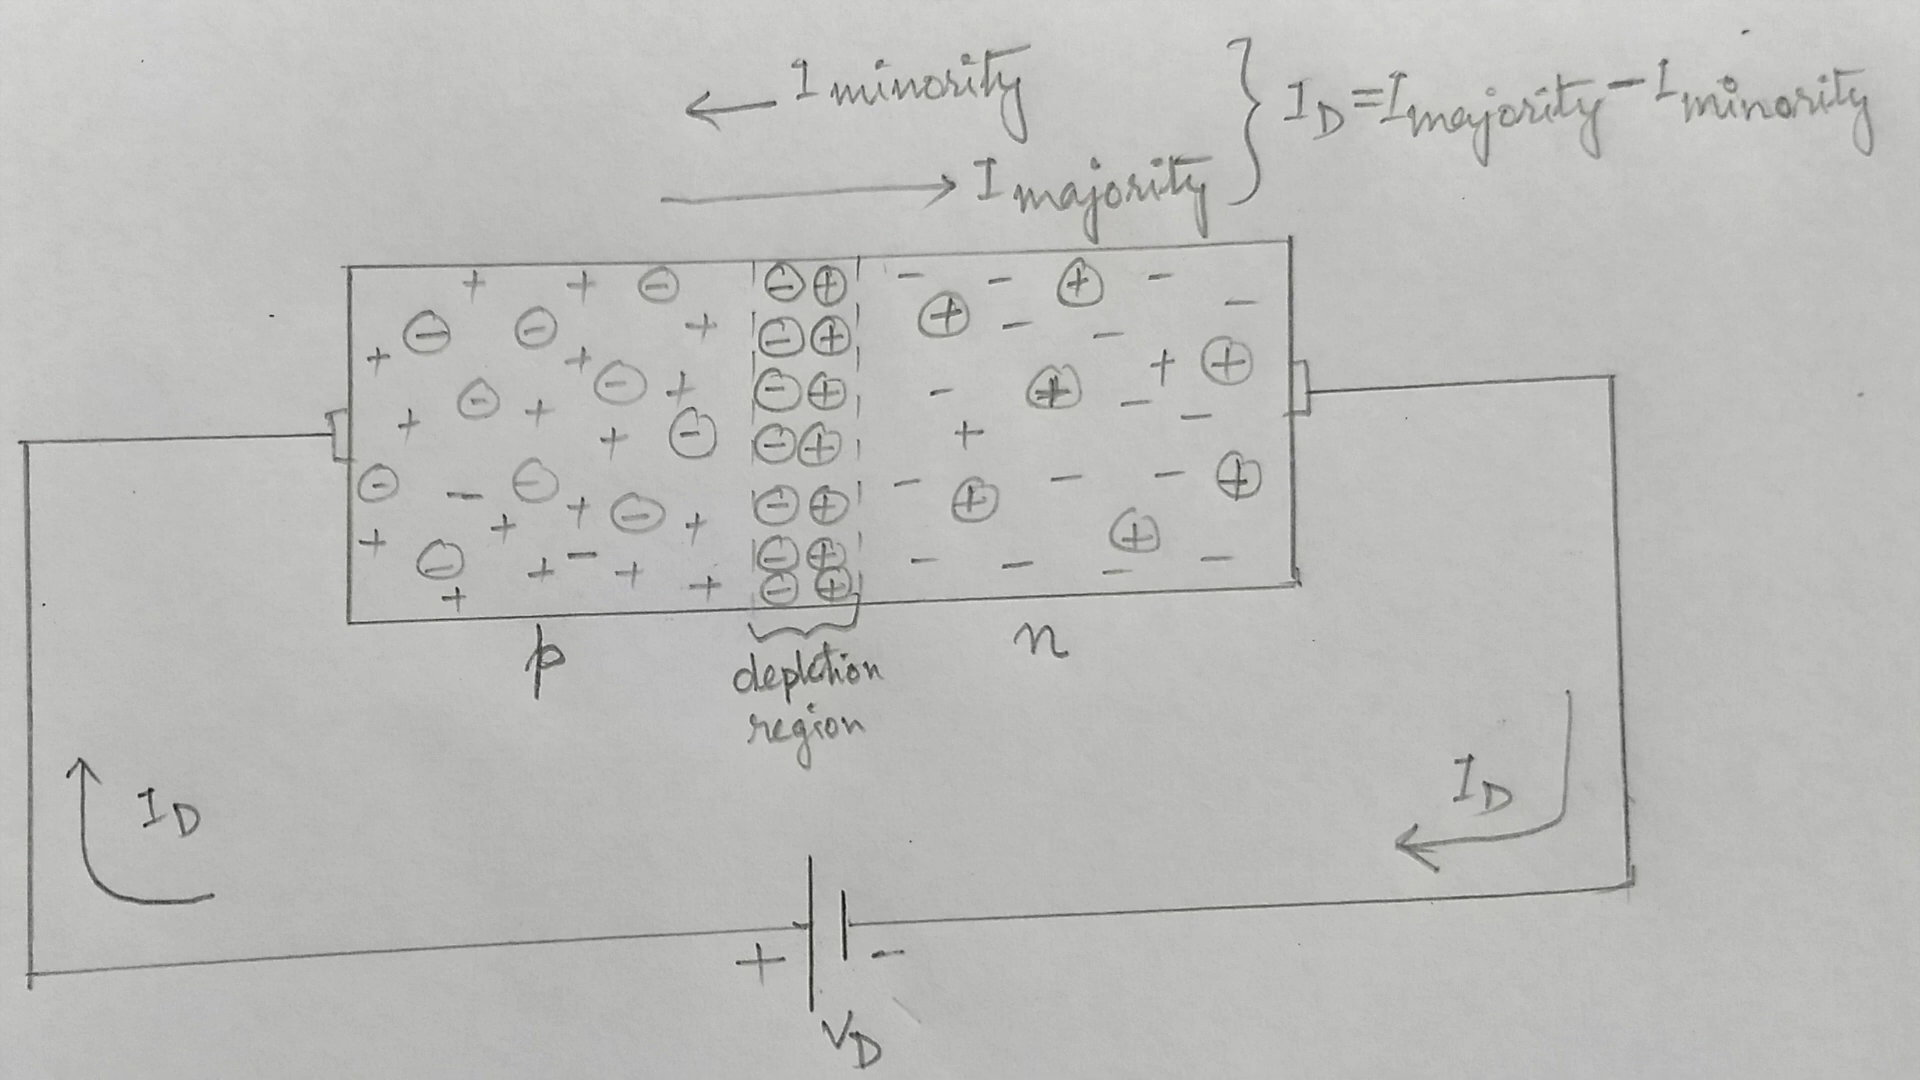 ← I minority
I_D = I majority - I minority
→ I majority
p
n
depletion
region
I_D
I_D
+ -
V_D